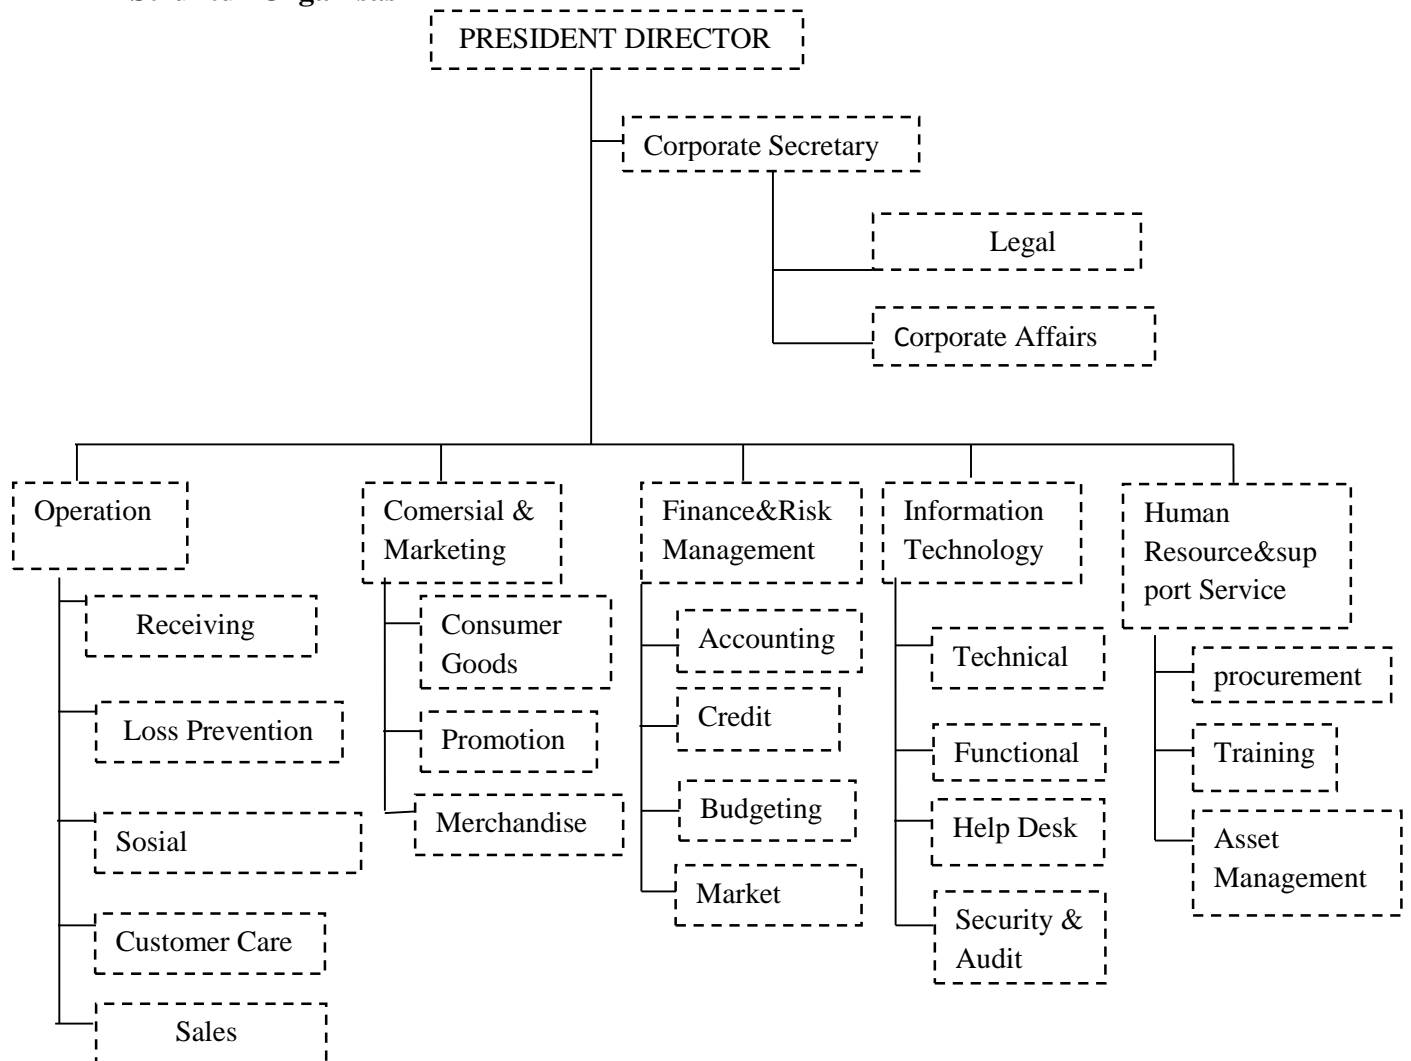 PRESIDENT DIRECTOR
Corporate Secretary
Legal
Corporate Affairs
Operation
Receiving
Loss Prevention
Sosial
Customer Care
Sales
Comersial &
Marketing
Consumer
Goods
Promotion
Merchandise
Finance&Risk
Management
Accounting
Credit
Budgeting
Market
Information
Technology
Technical
Functional
Help Desk
Security &
Audit
Human
Resource&sup
port Service
procurement
Training
Asset
Management